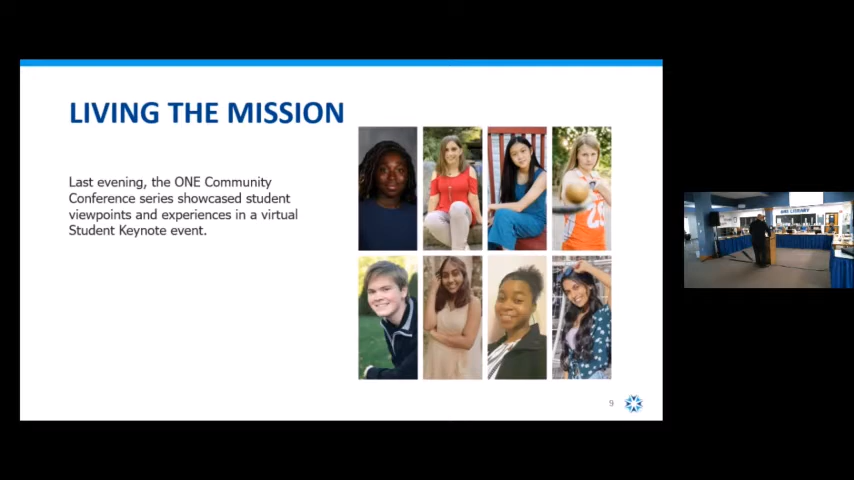 LIVING THE MISSION
Last evening, the ONE Community
Conference series showcased student
viewpoints and experiences in a virtual
Student Keynote event.
9
LIBRARY